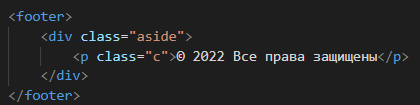 <footer>
<div class="aside">
<p class="c">© 2022 Все права защищены</p>
</div>
</footer>